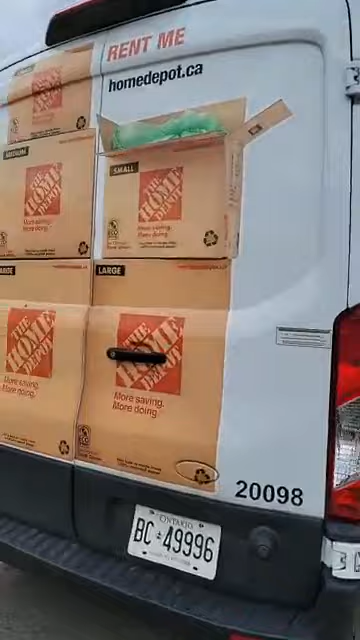 RENT ME
homedepot.ca
MEDIUM
SMALL
THE HOME DEPOT
More saving.
More doing.
THE HOME DEPOT
More saving.
More doing.
LARGE
THE HOME DEPOT
More saving.
More doing.
THE HOME DEPOT
More saving.
More doing.
20098
ONTARIO
BC 49996